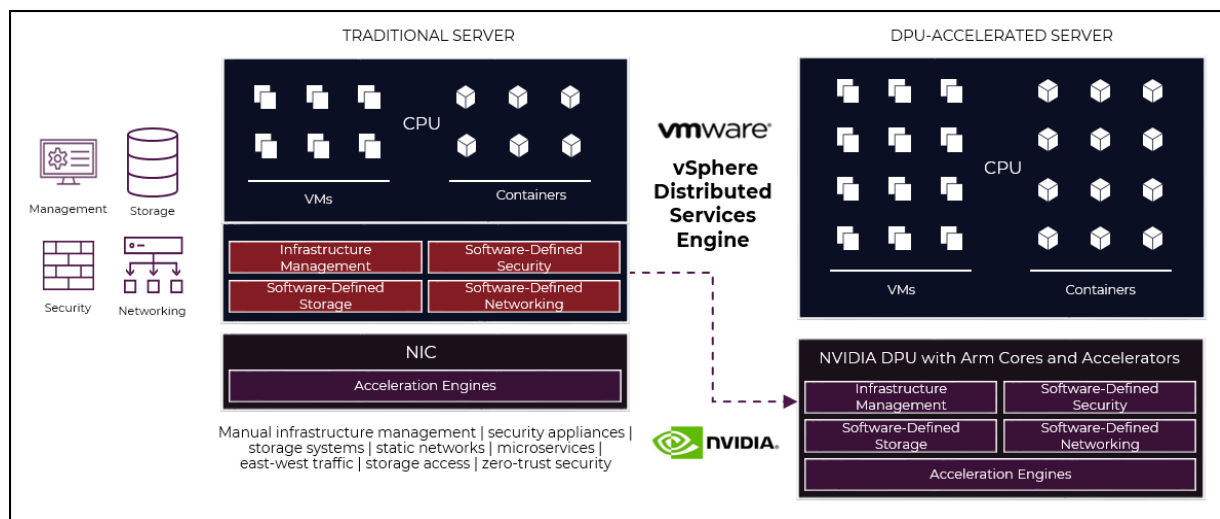 TRADITIONAL SERVER
DPU-ACCELERATED SERVER
Management
Storage
Security
Networking
CPU
VMs
Containers
Infrastructure
Management
Software-Defined
Security
Software-Defined
Storage
Software-Defined
Networking
NIC
Acceleration Engines
Manual infrastructure management | security appliances |
storage systems | static networks | microservices |
east-west traffic | storage access | zero-trust security
vmware®
vSphere
Distributed
Services
Engine
NVIDIA.
CPU
VMs
Containers
NVIDIA DPU with Arm Cores and Accelerators
Infrastructure
Management
Software-Defined
Security
Software-Defined
Storage
Software-Defined
Networking
Acceleration Engines